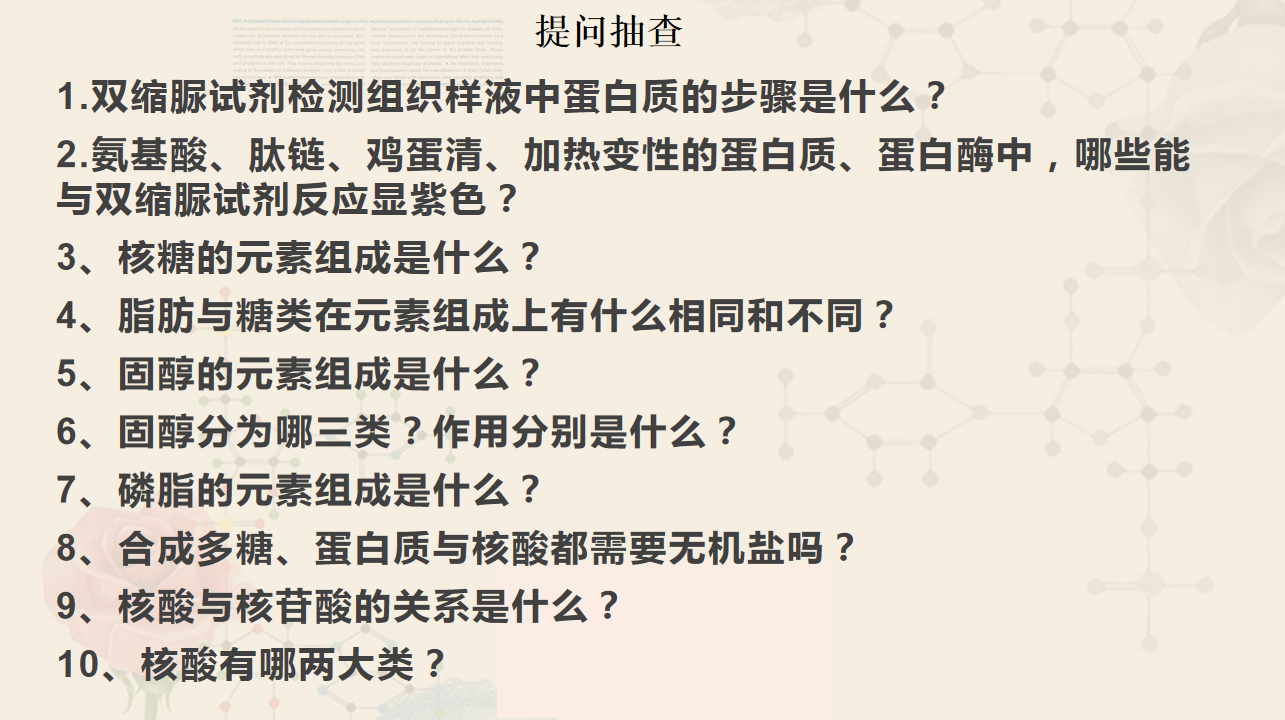 提问抽查
1.双缩脲试剂检测组织样液中蛋白质的步骤是什么？
2.氨基酸、肽链、鸡蛋清、加热变性的蛋白质、蛋白酶中，哪些能
与双缩脲试剂反应显紫色？
3、核糖的元素组成是什么？
4、脂肪与糖类在元素组成上有什么相同和不同？
5、固醇的元素组成是什么？
6、固醇分为哪三类？作用分别是什么？
7、磷脂的元素组成是什么？
8、合成多糖、蛋白质与核酸都需要无机盐吗？
9、核酸与核苷酸的关系是什么？
10、核酸有哪两大类？